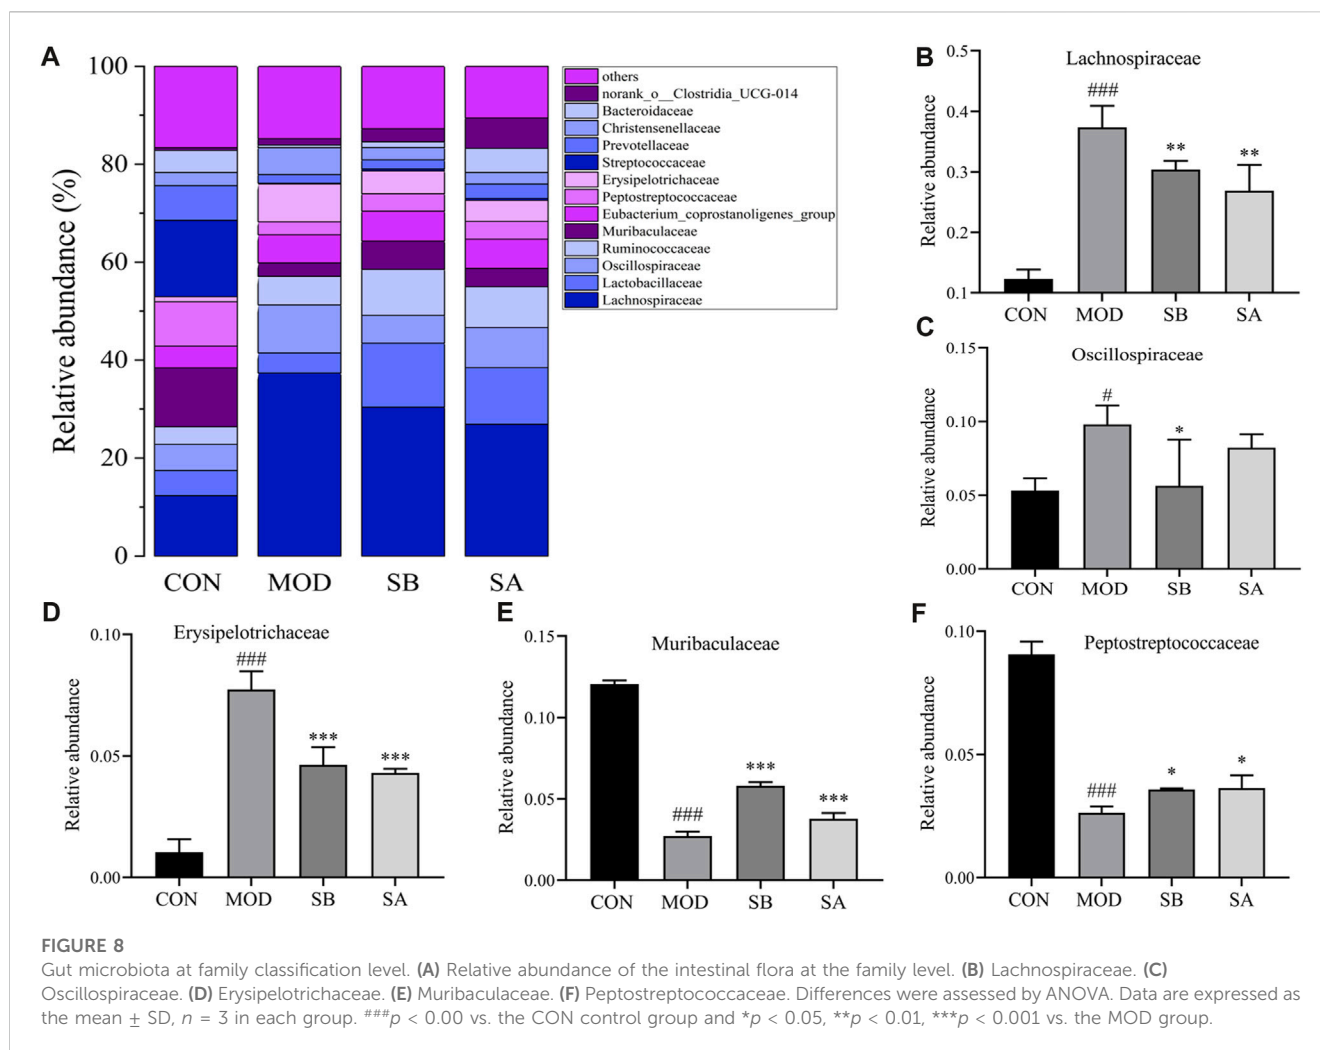 A
Relative abundance (%)
100
80
60
40
20
0
CON MOD SB SA
others
norank_o__Clostridia_UCG-014
Bacteroidaceae
Christensenellaceae
Prevotellaceae
Streptococcaceae
Erysipelotrichaceae
Peptostreptococcaceae
Eubacterium_coprostanoligenes_group
Muribaculaceae
Ruminococcaceae
Oscillospiraceae
Lactobacillaceae
Lachnospiraceae
B
Lachnospiraceae
Relative abundance
0.5
0.4
0.3
0.2
0.1
###
**
**
CON MOD SB SA
C
Oscillospiraceae
Relative abundance
0.15
0.10
0.05
0.00
#
*
CON MOD SB SA
D
Erysipelotrichaceae
Relative abundance
0.10
0.05
0.00
###
***
***
CON MOD SB SA
E
Muribaculaceae
Relative abundance
0.15
0.10
0.05
0.00
###
***
***
CON MOD SB SA
F
Peptostreptococcaceae
Relative abundance
0.10
0.05
0.00
###
*
*
CON MOD SB SA
FIGURE 8
Gut microbiota at family classification level. (A) Relative abundance of the intestinal flora at the family level. (B) Lachnospiraceae. (C)
Oscillospiraceae. (D) Erysipelotrichaceae. (E) Muribaculaceae. (F) Peptostreptococcaceae. Differences were assessed by ANOVA. Data are expressed as
the mean ± SD, n = 3 in each group. ###p < 0.00 vs. the CON control group and *p < 0.05, **p < 0.01, ***p < 0.001 vs. the MOD group.